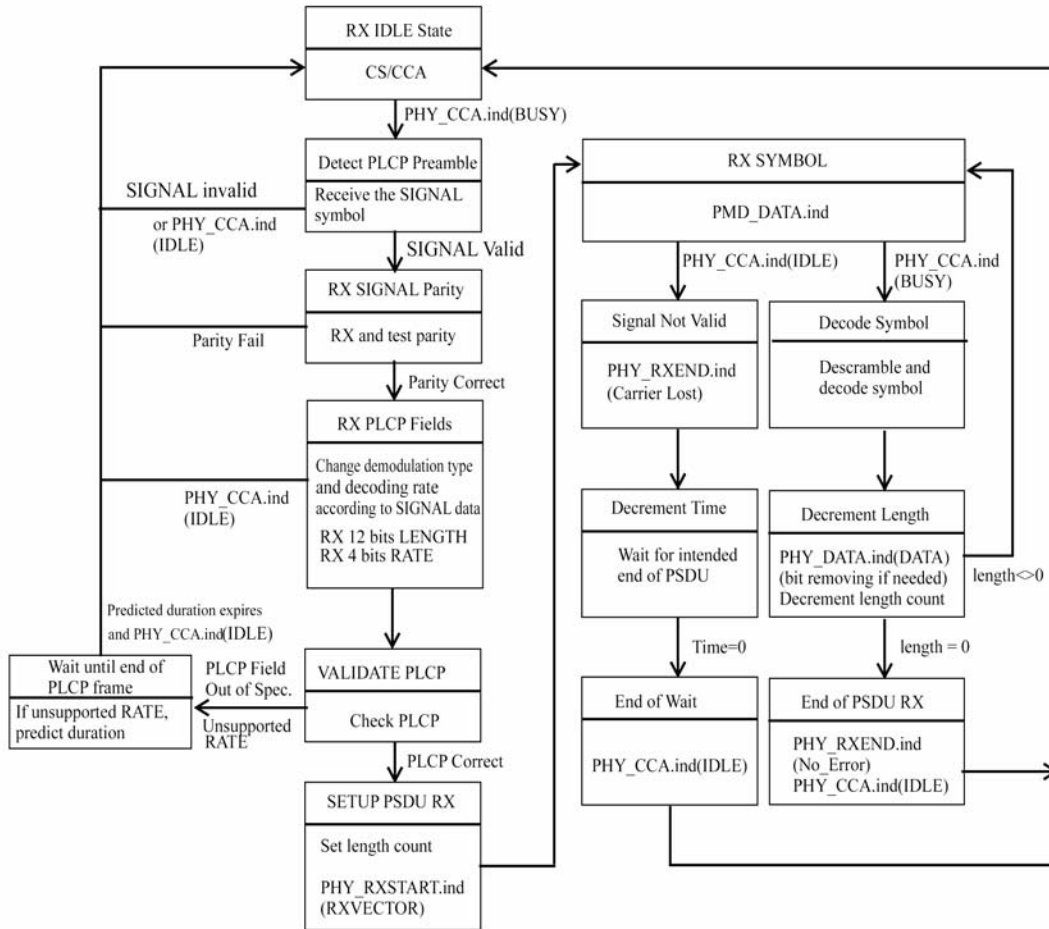 RX IDLE State
CS/CCA
PHY_CCA.ind(BUSY)
Detect PLCP Preamble
Receive the SIGNAL
symbol
SIGNAL invalid
or PHY_CCA.ind
(IDLE)
SIGNAL Valid
RX SIGNAL Parity
RX and test parity
Parity Fail
Parity Correct
RX PLCP Fields
Change demodulation type
and decoding rate
according to SIGNAL data
RX 12 bits LENGTH
RX 4 bits RATE
PHY_CCA.ind
(IDLE)
Predicted duration expires
and PHY_CCA.ind(IDLE)
Wait until end of
PLCP frame
If unsupported RATE,
predict duration
PLCP Field
Out of Spec.
Unsupported
RATE
VALIDATE PLCP
Check PLCP
PLCP Correct
SETUP PSDU RX
Set length count
PHY_RXSTART.ind
(RXVECTOR)
RX SYMBOL
PMD_DATA.ind
PHY_CCA.ind(IDLE)
PHY_CCA.ind
(BUSY)
Signal Not Valid
PHY_RXEND.ind
(Carrier Lost)
Decode Symbol
Descramble and
decode symbol
Decrement Time
Wait for intended
end of PSDU
Decrement Length
PHY_DATA.ind(DATA)
(bit removing if needed)
Decrement length count
length<>0
Time=0
length = 0
End of Wait
PHY_CCA.ind(IDLE)
End of PSDU RX
PHY_RXEND.ind
(No_Error)
PHY_CCA.ind(IDLE)